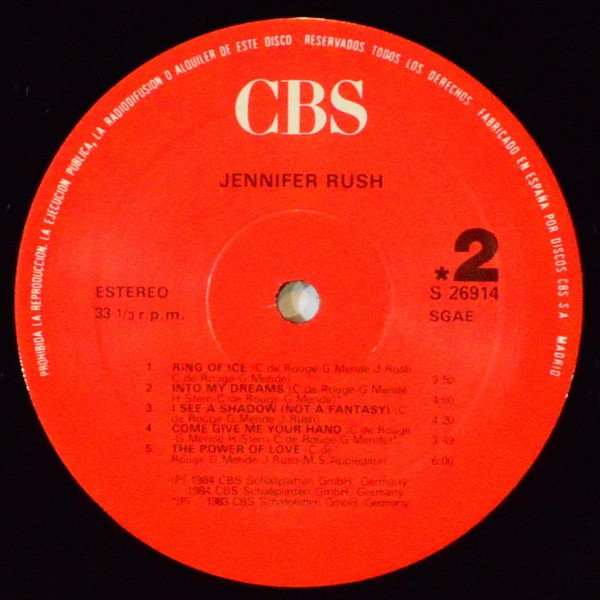 PROHIBIDA LA REPRODUCCION, LA EJECUCION PUBLICA, LA RADIODIFUSION O ALQUILER DE ESTE DISCO RESERVADOS TODOS LOS DERECHOS FABRICADO EN ESPAÑA POR DISCOS CBS S.A. MADRID
CBS
JENNIFER RUSH
*2
ESTEREO S 26914
33 1/3 r.p.m. SGAE
1. RING OF ICE (C de Rouge-G Mende-J Rush
C de Rouge-G Mende) 3:50
2. INTO MY DREAMS (C de Rouge-G Mende-
H Stern-C de Rouge-G Mende)* 4:00
3. I SEE A SHADOW (NOT A FANTASY) (C
de Rouge-G Mende-J. Rush) 4:20
4. COME GIVE ME YOUR HAND (C de Rouge-
G Mende-H Stern-C de Rouge-G Mende)* 3:49
5. THE POWER OF LOVE (C de
Rouge-G Mende-J Rush-M.S. Applegate) 6:00
(P) 1984 CBS Schallplatten GmbH, Germany
1984 CBS Schallplatten GmbH, Germany
*(P) 1983 CBS Schallplatten GmbH, Germany